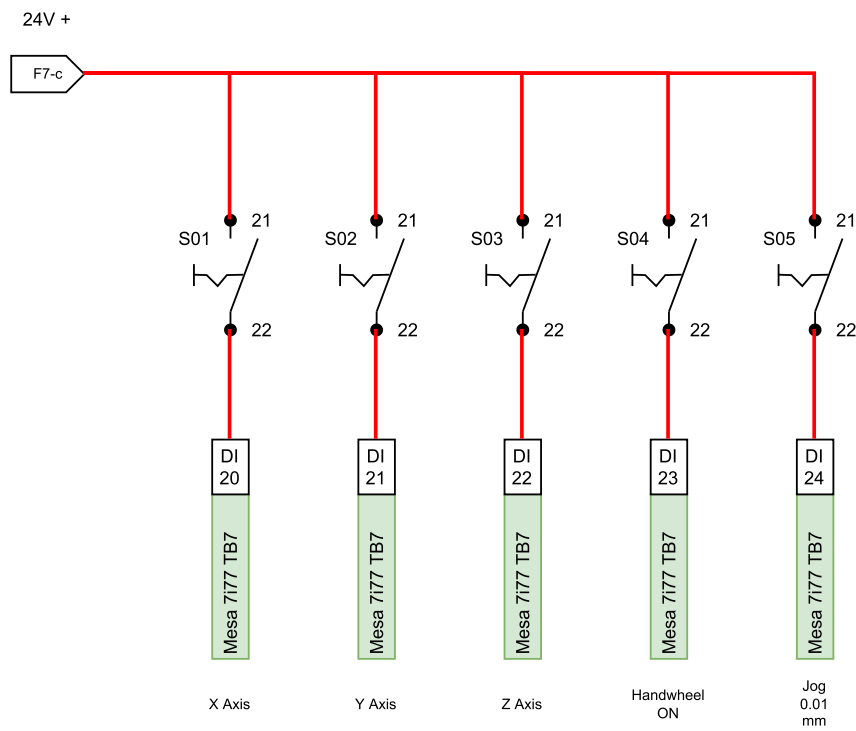 24V +
F7-c
21
21
21
21
21
S01
S02
S03
S04
S05
22
22
22
22
22
DI
20
DI
21
DI
22
DI
23
DI
24
Mesa 7i77 TB7
Mesa 7i77 TB7
Mesa 7i77 TB7
Mesa 7i77 TB7
Mesa 7i77 TB7
X Axis
Y Axis
Z Axis
Handwheel
ON
Jog
0.01
mm